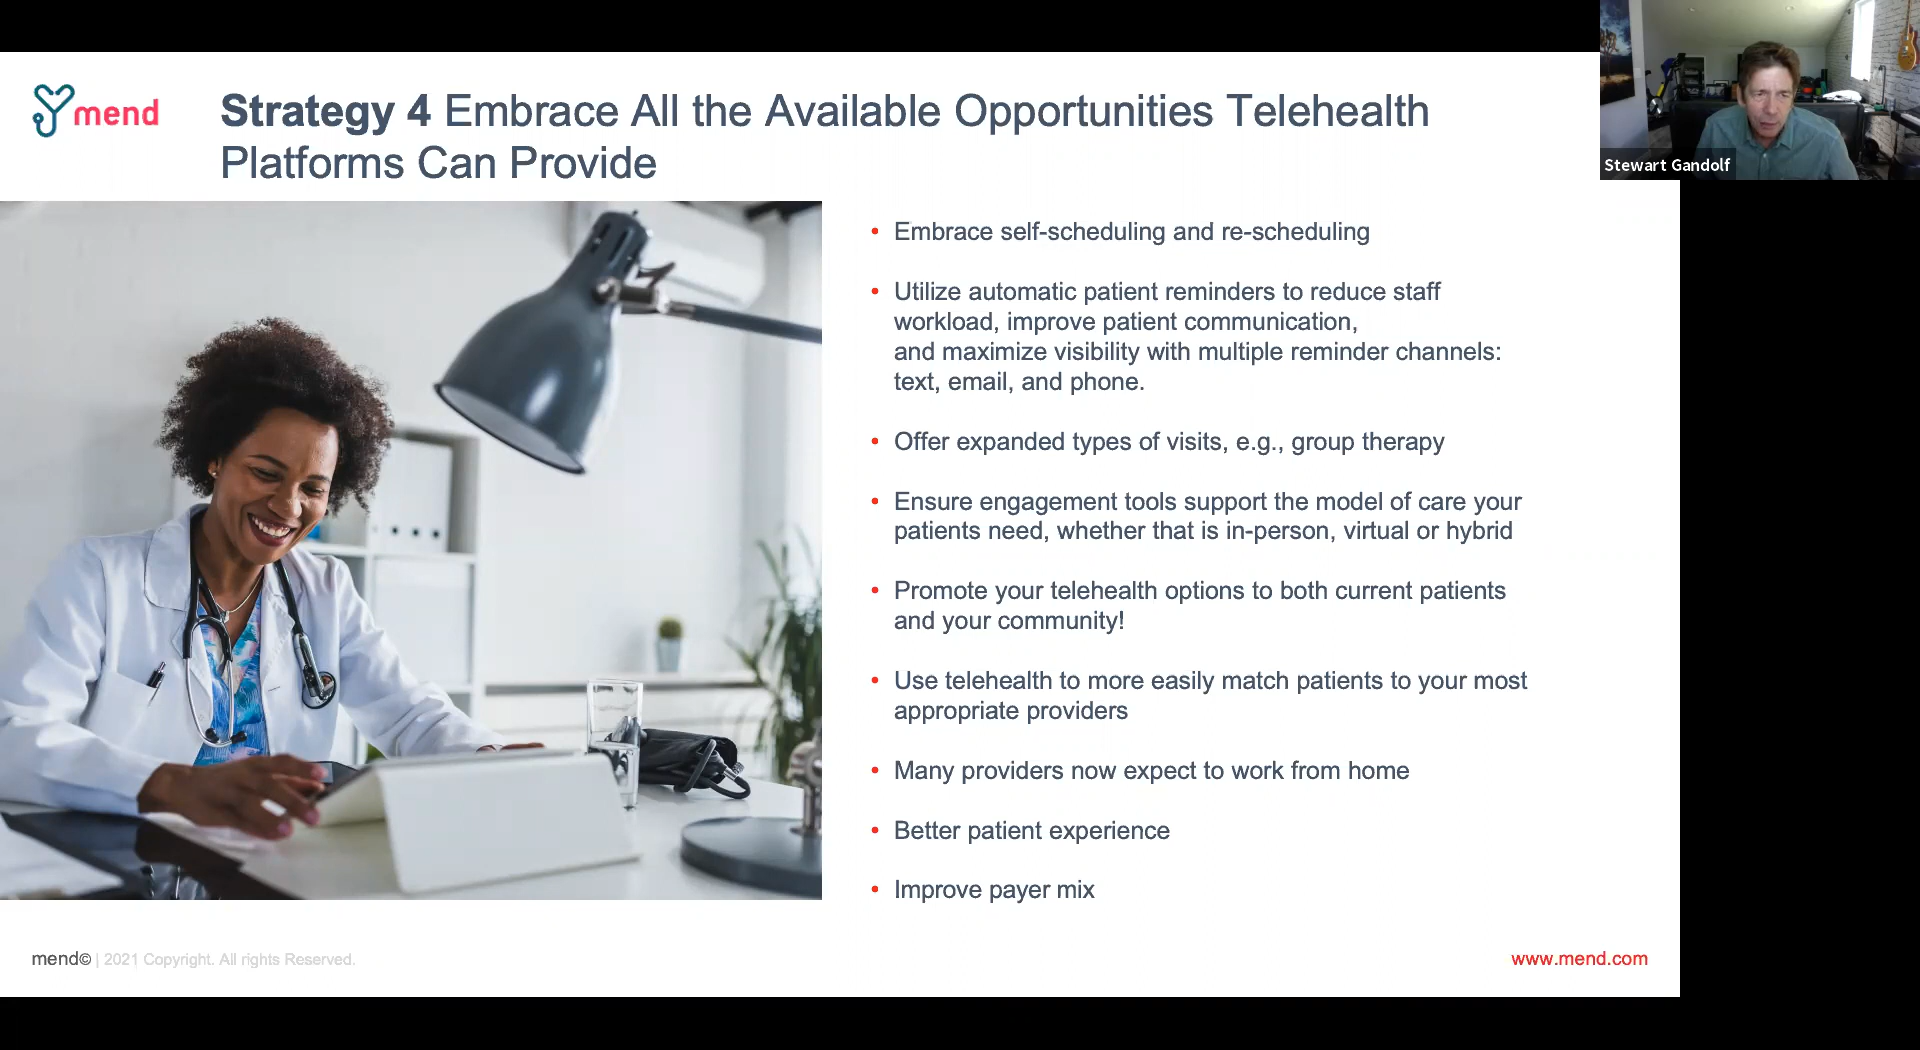 mend
Strategy 4 Embrace All the Available Opportunities Telehealth
Platforms Can Provide
Stewart Gandolf
• Embrace self-scheduling and re-scheduling
• Utilize automatic patient reminders to reduce staff
workload, improve patient communication,
and maximize visibility with multiple reminder channels:
text, email, and phone.
• Offer expanded types of visits, e.g., group therapy
• Ensure engagement tools support the model of care your
patients need, whether that is in-person, virtual or hybrid
• Promote your telehealth options to both current patients
and your community!
• Use telehealth to more easily match patients to your most
appropriate providers
• Many providers now expect to work from home
• Better patient experience
• Improve payer mix
mend© | 2021 Copyright. All rights Reserved.
www.mend.com